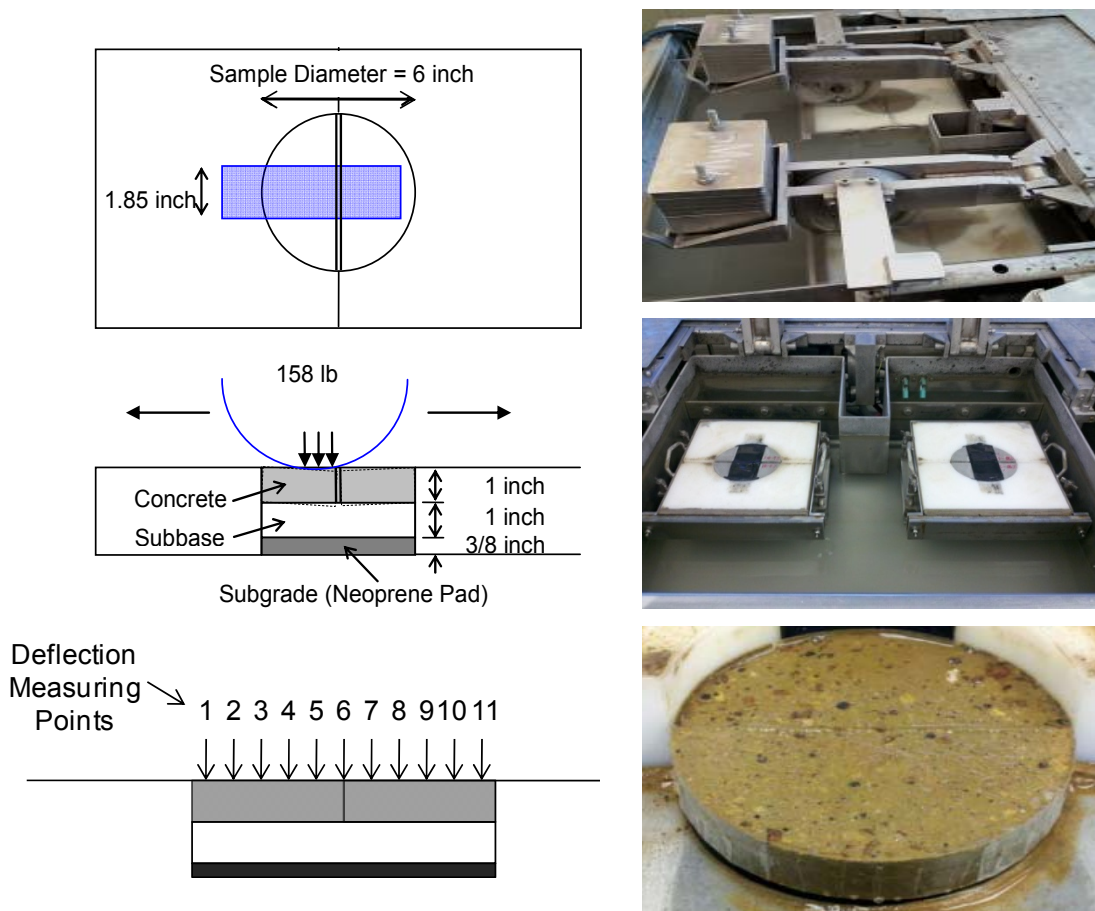 Sample Diameter = 6 inch
1.85 inch
158 lb
Concrete
Subbase
1 inch
1 inch
3/8 inch
Subgrade (Neoprene Pad)
Deflection
Measuring
Points
1 2 3 4 5 6 7 8 9 10 11